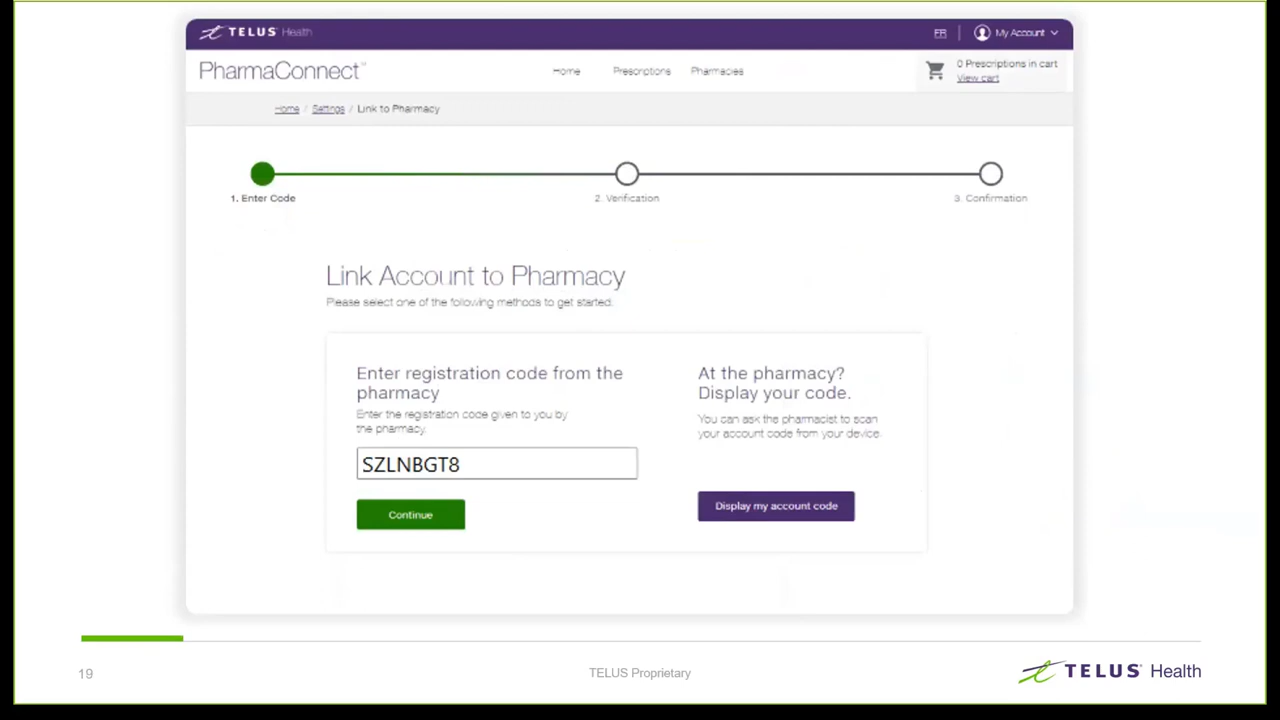 TELUS Health
FR
My Account
PharmaConnect™
Home Prescriptions Pharmacies
0 Prescriptions in cart
View cart
Home / Settings / Link to Pharmacy
1. Enter Code
2. Verification
3. Confirmation
Link Account to Pharmacy
Please select one of the following methods to get started:
Enter registration code from the
pharmacy
Enter the registration code given to you by
the pharmacy.
SZLNBGT8
Continue
At the pharmacy?
Display your code.
You can ask the pharmacist to scan
your account code from your device.
Display my account code
19
TELUS Proprietary
TELUS® Health